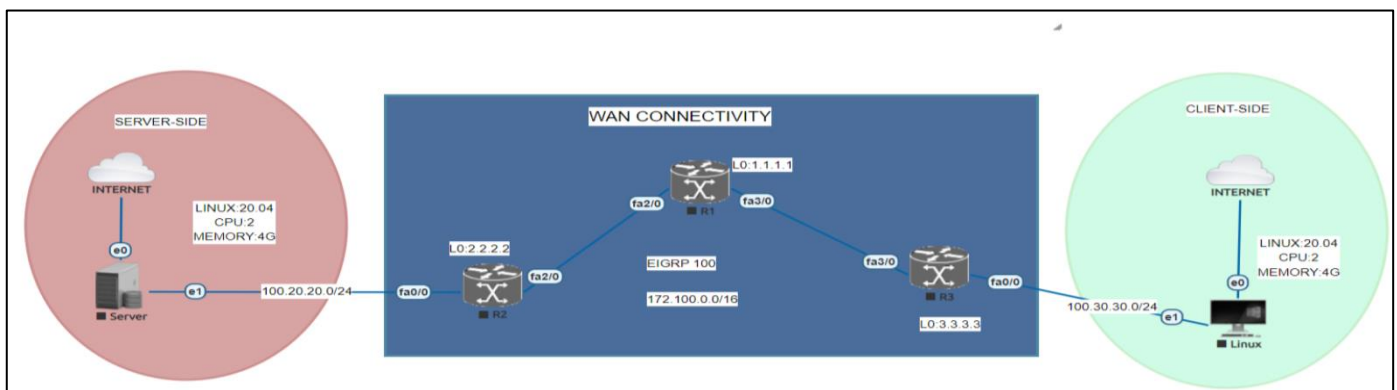 SERVER-SIDE
INTERNET
LINUX:20.04
CPU:2
MEMORY:4G
e0
e1
Server
100.20.20.0/24
WAN CONNECTIVITY
L0:1.1.1.1
fa2/0
R1
fa3/0
L0:2.2.2.2
fa0/0
fa2/0
R2
EIGRP 100
172.100.0.0/16
fa3/0
R3
fa0/0
L0:3.3.3.3
CLIENT-SIDE
INTERNET
LINUX:20.04
CPU:2
MEMORY:4G
e0
100.30.30.0/24
e1
Linux